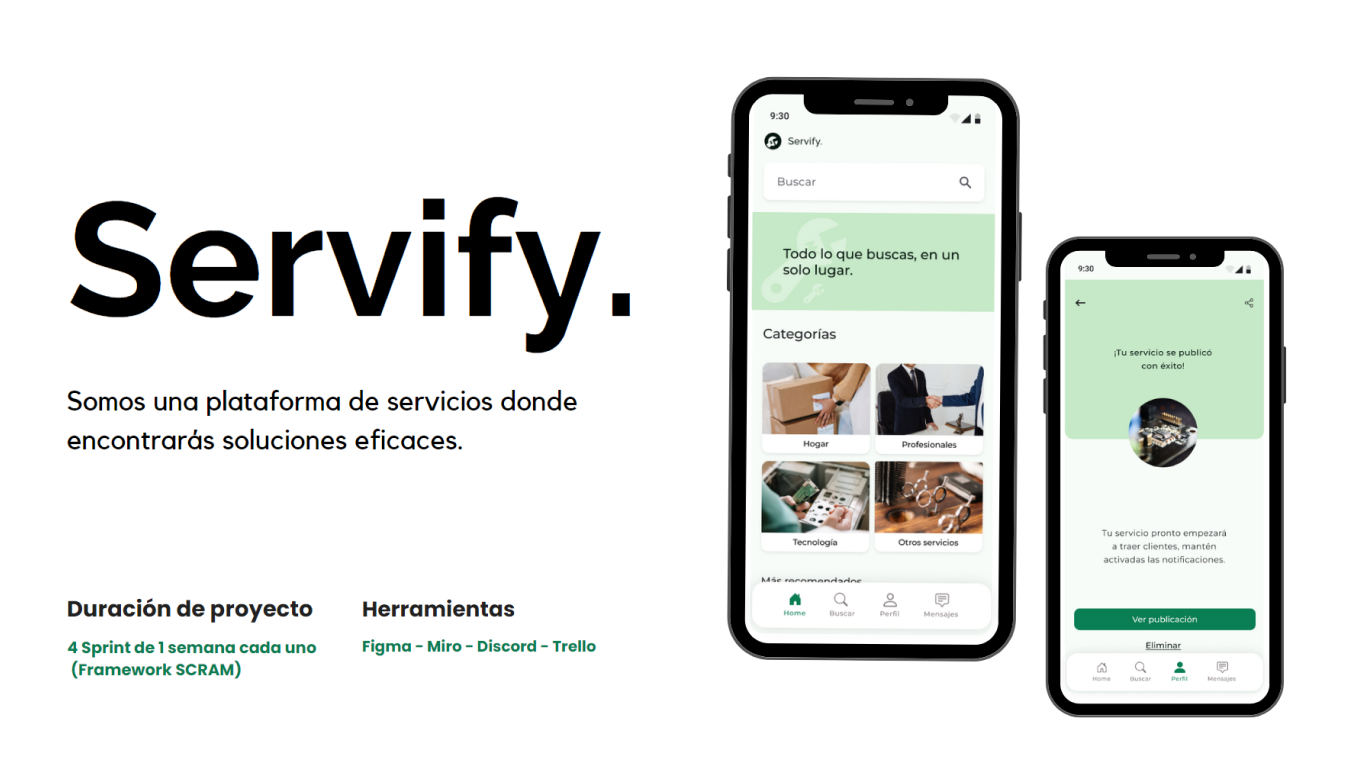 Servify.
Somos una plataforma de servicios donde
encontrarás soluciones eficaces.
Duración de proyecto
4 Sprint de 1 semana cada uno
(Framework SCRAM)
Herramientas
Figma - Miro - Discord - Trello
9:30
Servify.
Buscar
Todo lo que buscas, en un
solo lugar.
Categorías
Hogar
Profesionales
Tecnología
Otros servicios
Más recomendados
Home
Buscar
Perfil
Mensajes
9:30
¡Tu servicio se publicó
con éxito!
Tu servicio pronto empezará
a traer clientes, mantén
activadas las notificaciones.
Ver publicación
Eliminar
Home
Buscar
Perfil
Mensajes